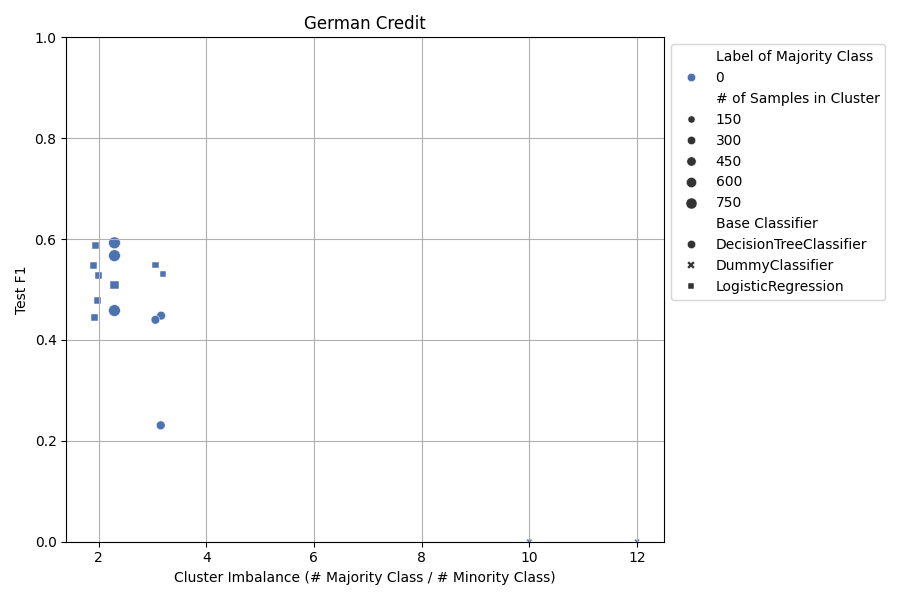 German Credit
1.0
0.8
0.6
0.4
0.2
0.0
Test F1
2
4
6
8
10
12
Cluster Imbalance (# Majority Class / # Minority Class)
Label of Majority Class
0
# of Samples in Cluster
150
300
450
600
750
Base Classifier
DecisionTreeClassifier
DummyClassifier
LogisticRegression